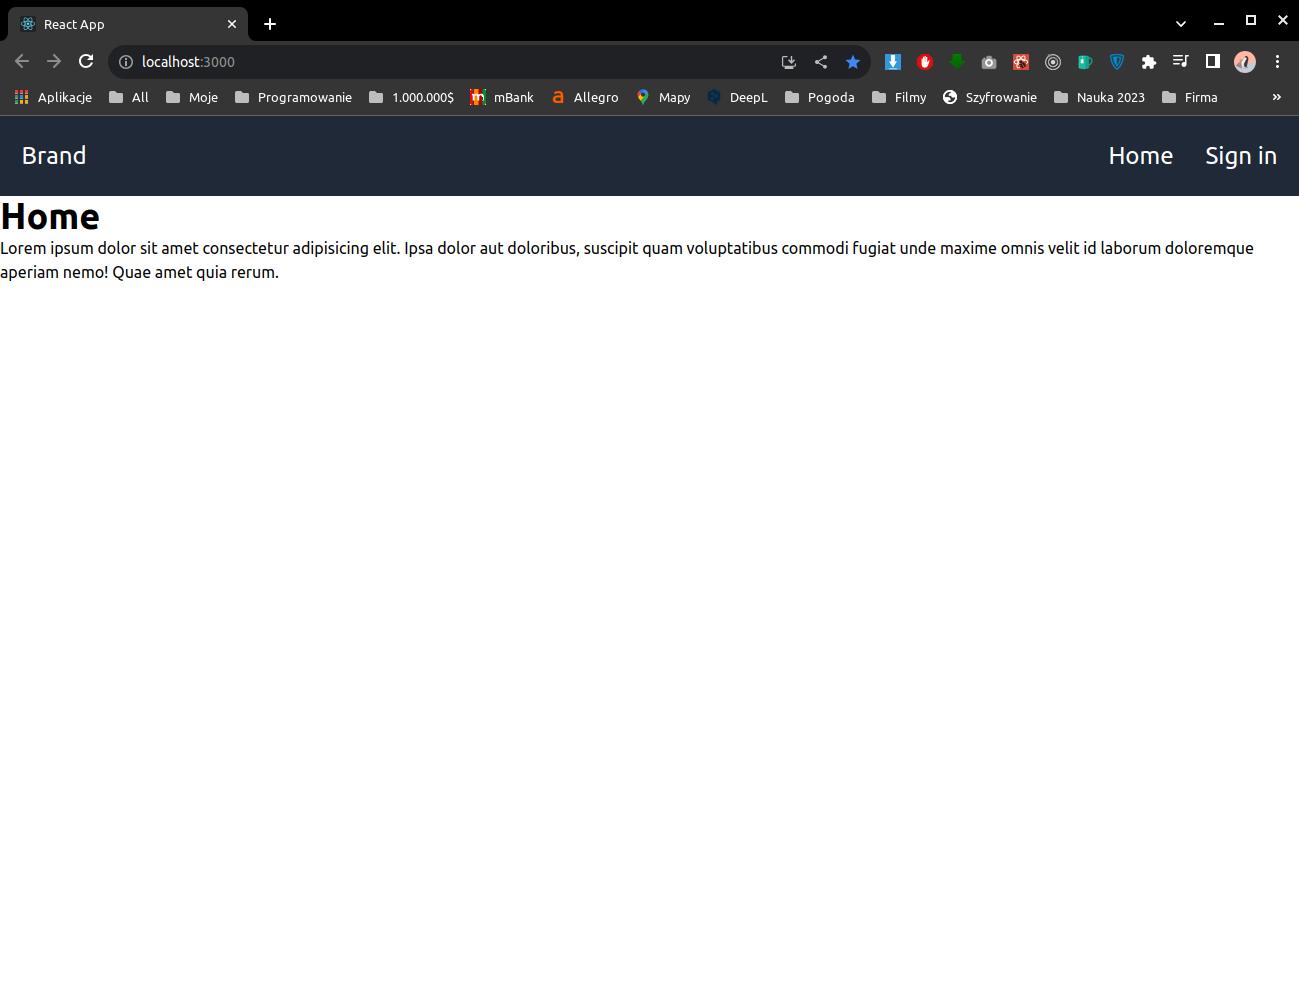 React App
localhost:3000
Aplikacje All Moje Programowanie 1.000.000$ mBank Allegro Mapy DeepL Pogoda Filmy Szyfrowanie Nauka 2023 Firma »
Brand Home Sign in
Home
Lorem ipsum dolor sit amet consectetur adipisicing elit. Ipsa dolor aut doloribus, suscipit quam voluptatibus commodi fugiat unde maxime omnis velit id laborum doloremque
aperiam nemo! Quae amet quia rerum.